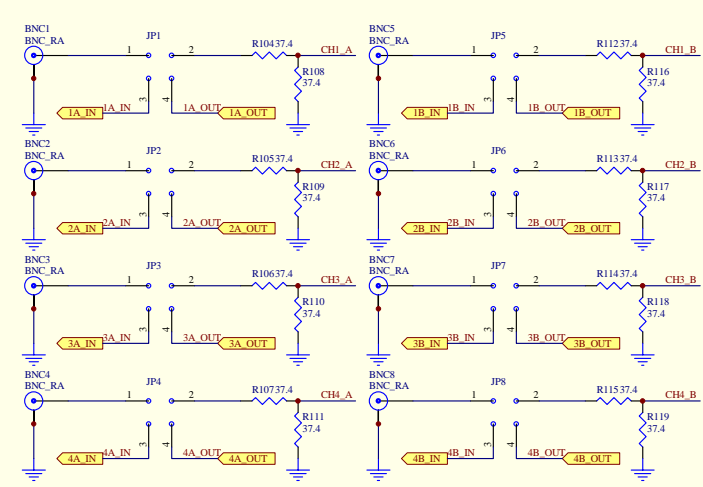 BNC1
BNC_RA
JP1
1
2
R104 37.4
CH1_A
R108
37.4
3
4
1A_IN
1A_IN
1A_OUT
1A_OUT
BNC5
BNC_RA
JP5
1
2
R112 37.4
CH1_B
R116
37.4
3
4
1B_IN
1B_IN
1B_OUT
1B_OUT
BNC2
BNC_RA
JP2
1
2
R105 37.4
CH2_A
R109
37.4
3
4
2A_IN
2A_IN
2A_OUT
2A_OUT
BNC6
BNC_RA
JP6
1
2
R113 37.4
CH2_B
R117
37.4
3
4
2B_IN
2B_IN
2B_OUT
2B_OUT
BNC3
BNC_RA
JP3
1
2
R106 37.4
CH3_A
R110
37.4
3
4
3A_IN
3A_IN
3A_OUT
3A_OUT
BNC7
BNC_RA
JP7
1
2
R114 37.4
CH3_B
R118
37.4
3
4
3B_IN
3B_IN
3B_OUT
3B_OUT
BNC4
BNC_RA
JP4
1
2
R107 37.4
CH4_A
R111
37.4
3
4
4A_IN
4A_IN
4A_OUT
4A_OUT
BNC8
BNC_RA
JP8
1
2
R115 37.4
CH4_B
R119
37.4
3
4
4B_IN
4B_IN
4B_OUT
4B_OUT